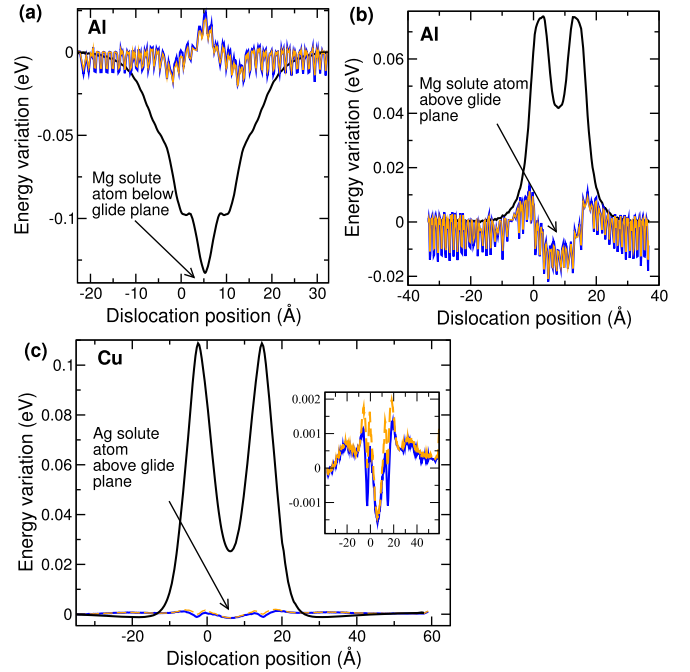 (a)
Al
Energy variation (eV)
0
-0.05
-0.1
Mg solute
atom below
glide plane
-20
-10
0
10
20
30
Dislocation position (Å)
(b)
Al
Energy variation (eV)
0.06
0.04
0.02
0
-0.02
Mg solute atom
above glide
plane
-40
-20
0
20
40
Dislocation position (Å)
(c)
Cu
Energy variation (eV)
0.1
0.08
0.06
0.04
0.02
0
Ag solute
atom
above glide
plane
0.002
0.001
0
-0.001
-20
0
20
40
-20
0
20
40
60
Dislocation position (Å)